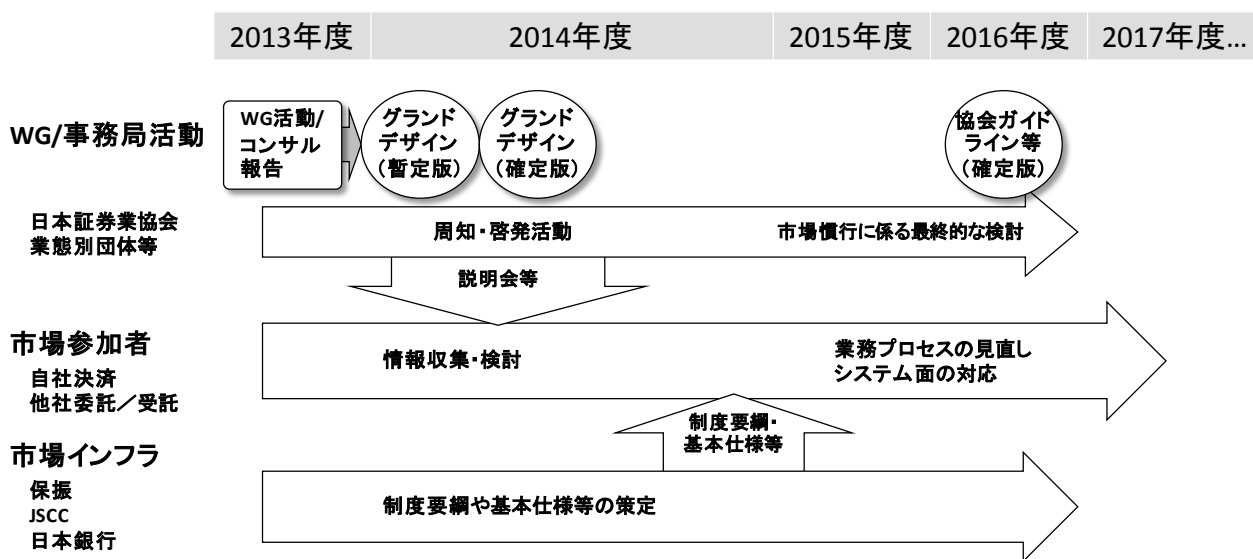 2013年度
2014年度
2015年度
2016年度
2017年度…
WG/事務局活動
WG活動/
コンサル
報告
グランド
デザイン
(暫定版)
グランド
デザイン
(確定版)
協会ガイド
ライン等
(確定版)
日本証券業協会
業態別団体等
周知・啓発活動
市場慣行に係る最終的な検討
説明会等
市場参加者
自社決済
他社委託／受託
情報収集・検討
業務プロセスの見直し
システム面の対応
制度要綱・
基本仕様等
市場インフラ
保振
JSCC
日本銀行
制度要綱や基本仕様等の策定